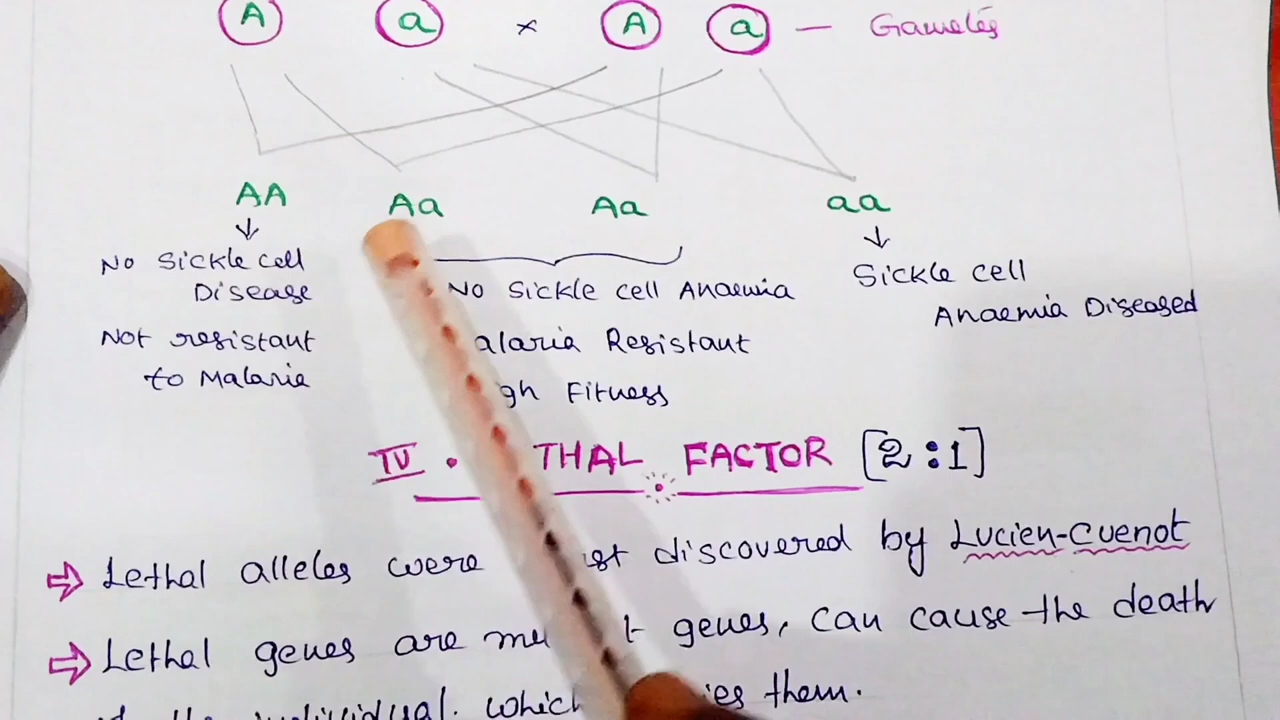 A a × A a — Gametes
AA Aa Aa aa
No Sickle cell Disease
Not resistant to Malaria
No Sickle cell Anaemia
Resistant
Fitness
Sickle cell Anaemia Diseased
IV. FACTOR [2:1]
⇒ Lethal alleles were discovered by Lucien-Cuenot
⇒ Lethal genes are genes, can cause the death
the individual. them.